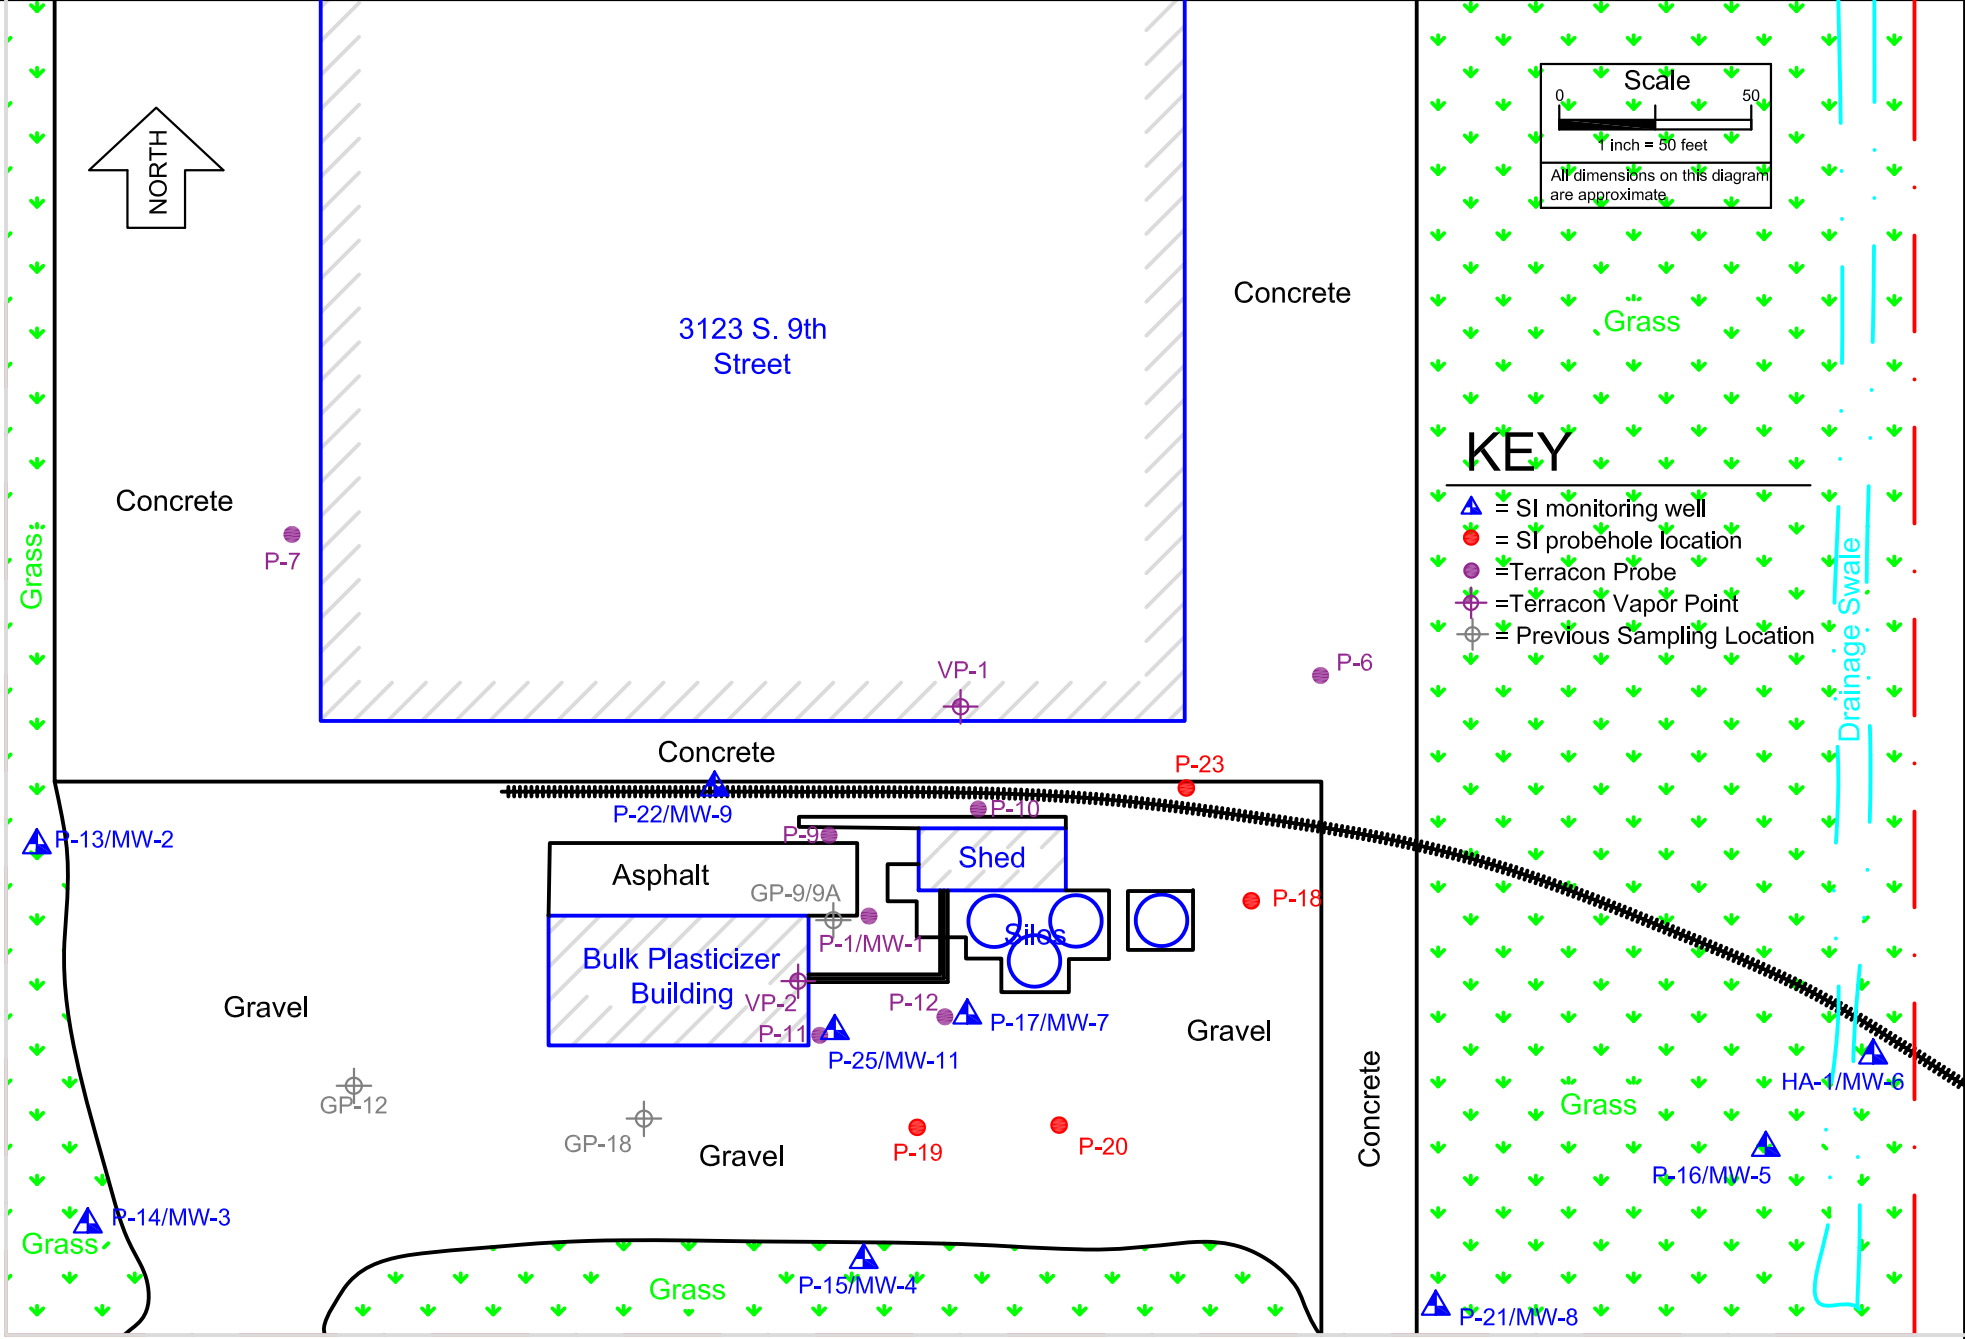 Scale
0 50
1 inch = 50 feet
All dimensions on this diagram
are approximate
NORTH
Concrete
3123 S. 9th
Street
Grass
KEY
= SI monitoring well
= SI probehole location
=Terracon Probe
=Terracon Vapor Point
= Previous Sampling Location
Concrete
P-7
Grass
Drainage Swale
VP-1
P-6
Concrete
P-23
P-22/MW-9
P-10
P-13/MW-2
P-9
Asphalt
Shed
GP-9/9A
P-18
P-1/MW-1
Silos
Bulk Plasticizer
Building
VP-2
Gravel
P-12
P-17/MW-7
Gravel
P-11
P-25/MW-11
HA-1/MW-6
GP-12
Grass
Concrete
GP-18
Gravel
P-19
P-20
P-16/MW-5
P-14/MW-3
Grass
Grass
P-15/MW-4
P-21/MW-8